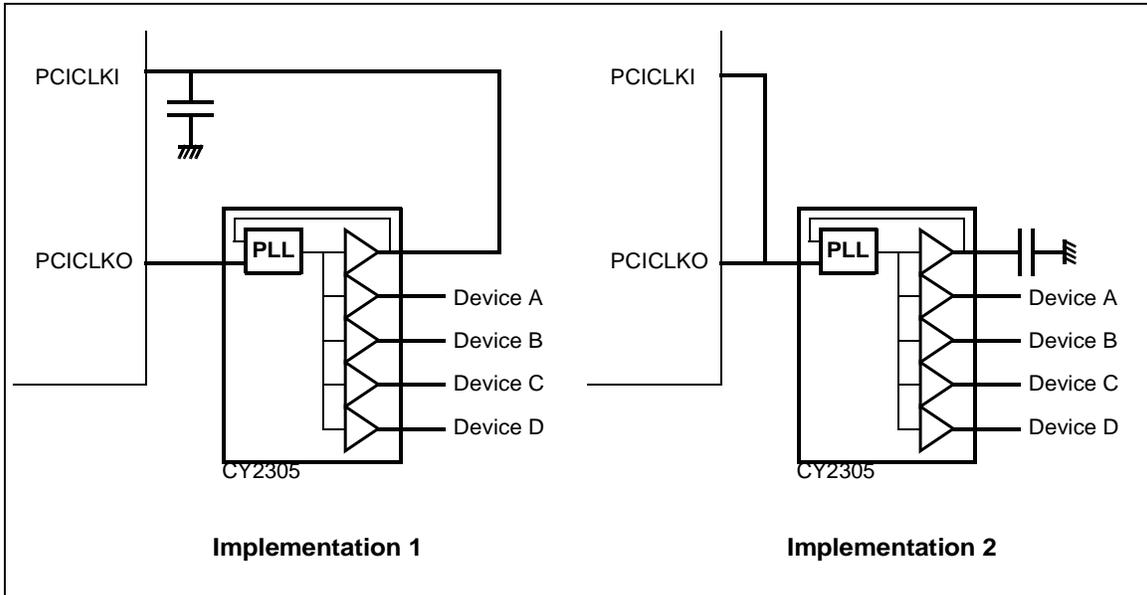 PCICLKI
PCICLKO
PLL
Device A
Device B
Device C
Device D
CY2305
Implementation 1
PCICLKI
PCICLKO
PLL
Device A
Device B
Device C
Device D
CY2305
Implementation 2